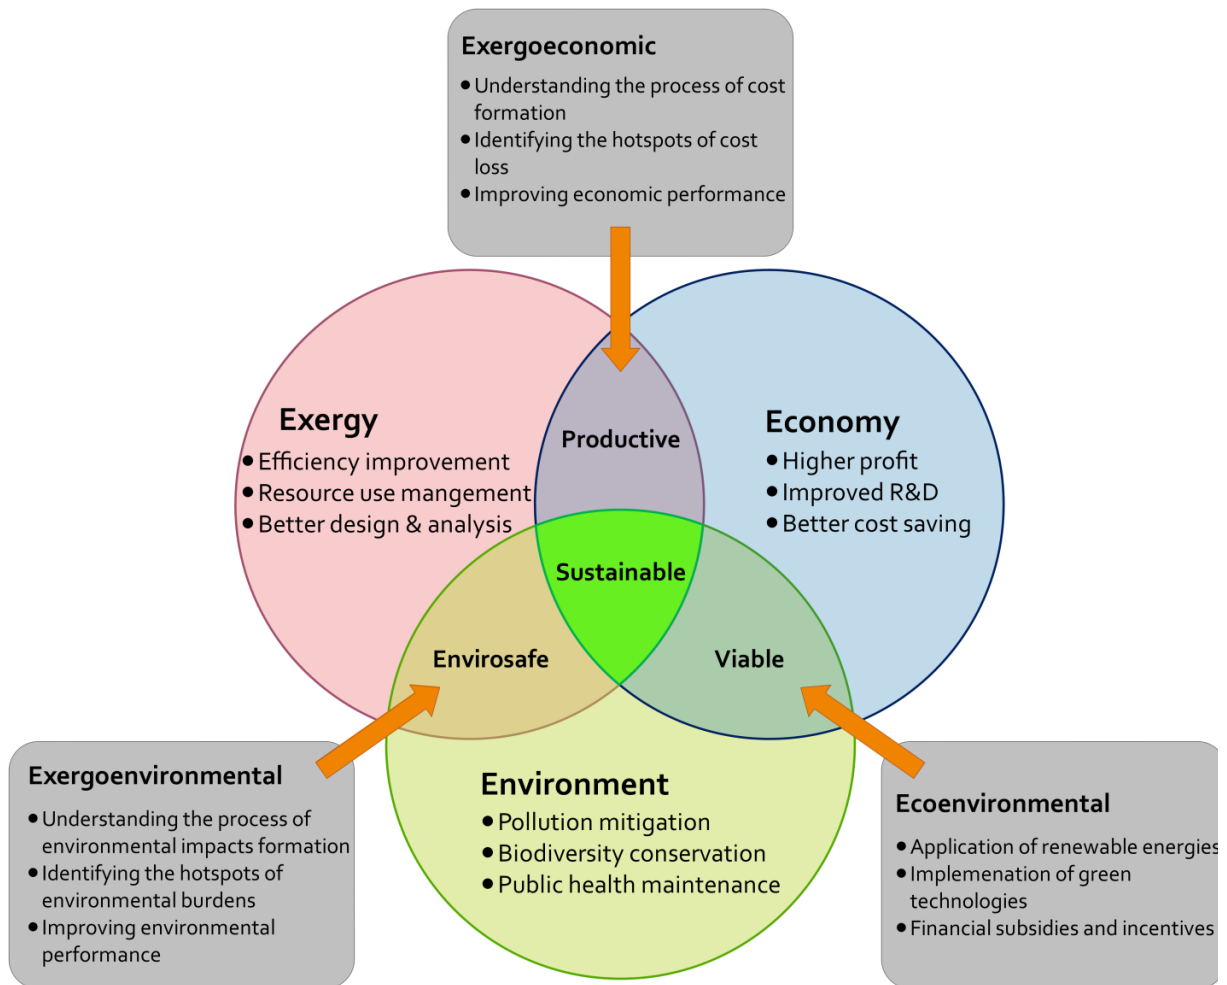 Exergoeconomic
• Understanding the process of cost
formation
• Identifying the hotspots of cost
loss
• Improving economic performance
Exergy
• Efficiency improvement
• Resource use mangement
• Better design & analysis
Productive
Economy
• Higher profit
• Improved R&D
• Better cost saving
Sustainable
Envirosafe
Viable
Environment
• Pollution mitigation
• Biodiversity conservation
• Public health maintenance
Exergoenvironmental
• Understanding the process of
environmental impacts formation
• Identifying the hotspots of
environmental burdens
• Improving environmental
performance
Ecoenvironmental
• Application of renewable energies
• Implemenation of green
technologies
• Financial subsidies and incentives